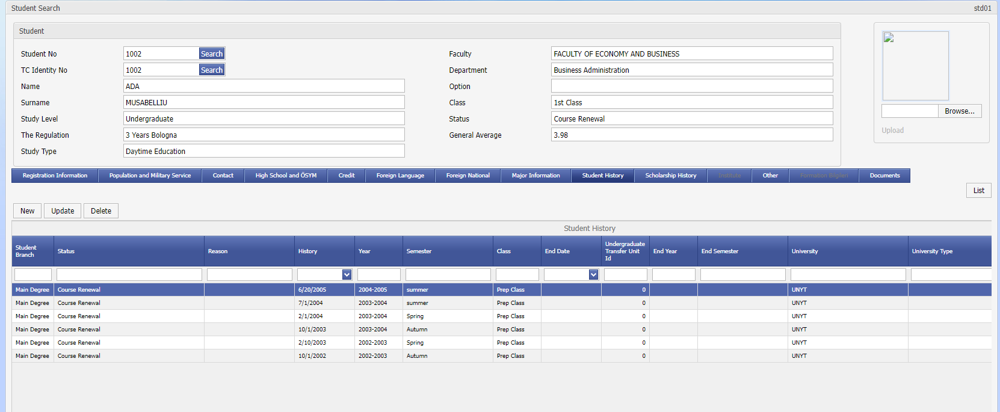 Student Search std01
Student
Student No 1002 Search
TC Identity No 1002 Search
Name ADA
Surname MUSABELLIU
Study Level Undergraduate
The Regulation 3 Years Bologna
Study Type Daytime Education
Faculty FACULTY OF ECONOMY AND BUSINESS
Department Business Administration
Option
Class 1st Class
Status Course Renewal
General Average 3.98
Browse...
Upload
Registration Information Population and Military Service Contact High School and ÖSYM Credit Foreign Language Foreign National Major Information Student History Scholarship History Institute Other Formation Bilgileri Documents
List
New Update Delete
Student History
Student Branch Status Reason History Year Semester Class End Date Undergraduate Transfer Unit Id End Year End Semester University University Type
Main Degree Course Renewal 6/20/2005 2004-2005 summer Prep Class 0 UNYT
Main Degree Course Renewal 7/1/2004 2003-2004 summer Prep Class 0 UNYT
Main Degree Course Renewal 2/1/2004 2003-2004 Spring Prep Class 0 UNYT
Main Degree Course Renewal 10/1/2003 2003-2004 Autumn Prep Class 0 UNYT
Main Degree Course Renewal 2/10/2003 2002-2003 Spring Prep Class 0 UNYT
Main Degree Course Renewal 10/1/2002 2002-2003 Autumn Prep Class 0 UNYT